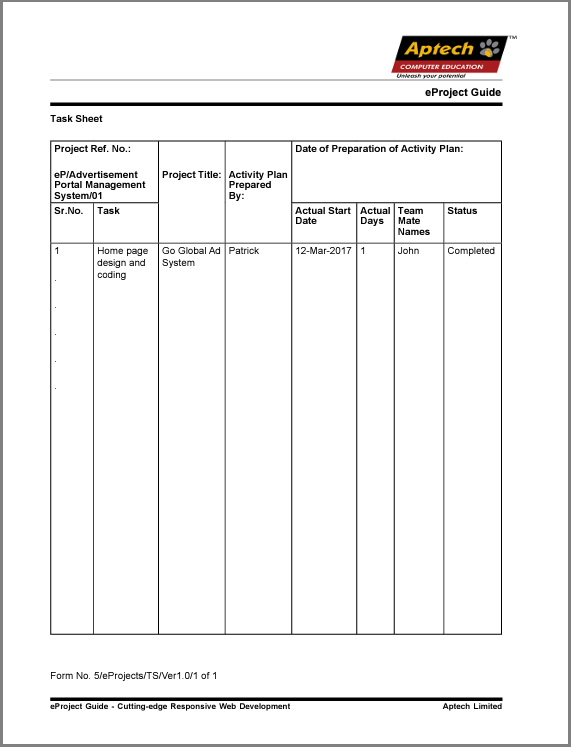 Aptech ™
COMPUTER EDUCATION
Unleash your potential
eProject Guide
Task Sheet
Project Ref. No.:
eP/Advertisement
Portal Management
System/01
Project Title:
Activity Plan
Prepared
By:
Date of Preparation of Activity Plan:
Sr.No.
Task
Actual Start
Date
Actual
Days
Team
Mate
Names
Status
1
Home page
design and
coding
Go Global Ad
System
Patrick
12-Mar-2017
1
John
Completed
.
.
.
.
.
Form No. 5/eProjects/TS/Ver1.0/1 of 1
eProject Guide - Cutting-edge Responsive Web Development
Aptech Limited